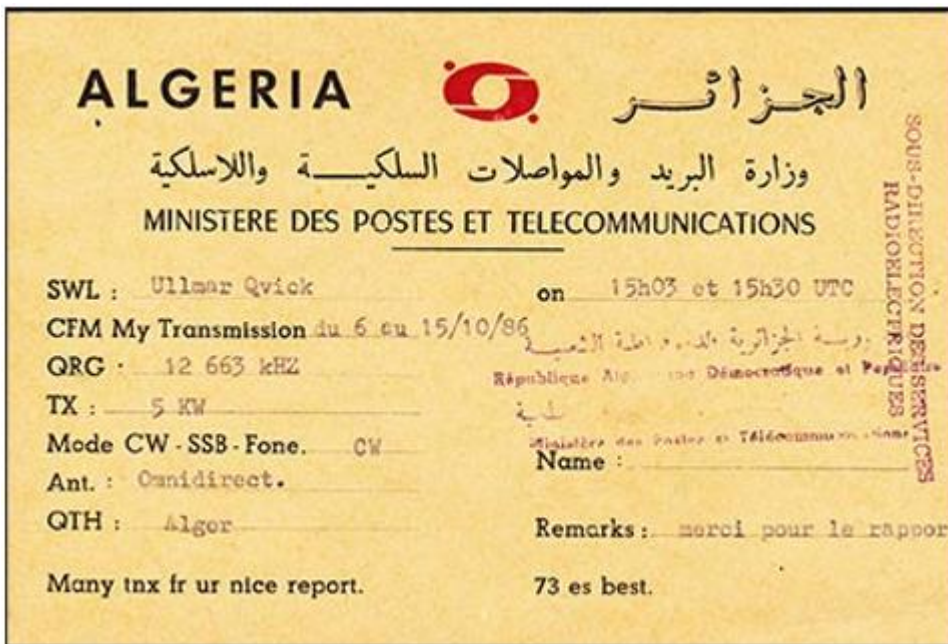 ALGERIA الجزائر
وزارة البريد والمواصلات السلكية واللاسلكية
MINISTERE DES POSTES ET TELECOMMUNICATIONS
SWL : Ullmar Qvick
on 15h03 et 15h30 UTC
CFM My Transmission du 6 au 15/10/86
QRG : 12 663 kHZ
TX : 5 KW
Mode CW - SSB - Fone. CW
Ant. : Omnidirect.
QTH : Alger
Many tnx fr ur nice report.
République Démocratique et
Ministère des Postes et Télécommunications
Name :
Remarks : merci pour le rappor
73 es best.
SOUS-DIRECTION DES SERVICES
RADIOELECTRIQUES